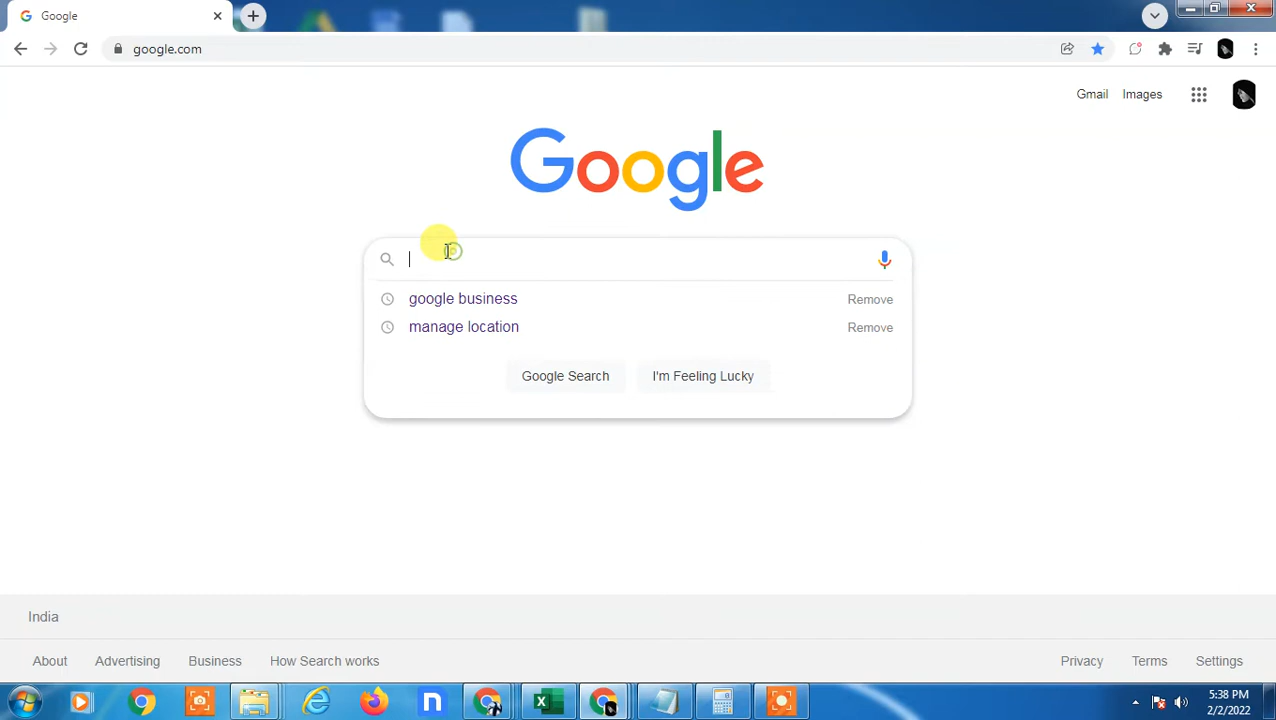 Google
google.com
Gmail Images
Google
google business Remove
manage location Remove
Google Search I'm Feeling Lucky
India
About Advertising Business How Search works Privacy Terms Settings
5:38 PM
2/2/2022